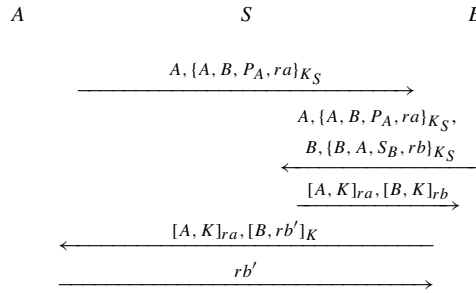 A S B
A, {A, B, P_A, ra}_{K_S}
A, {A, B, P_A, ra}_{K_S},
B, {B, A, S_B, rb}_{K_S}
[A, K]_{ra}, [B, K]_{rb}
[A, K]_{ra}, [B, rb']_K
rb'